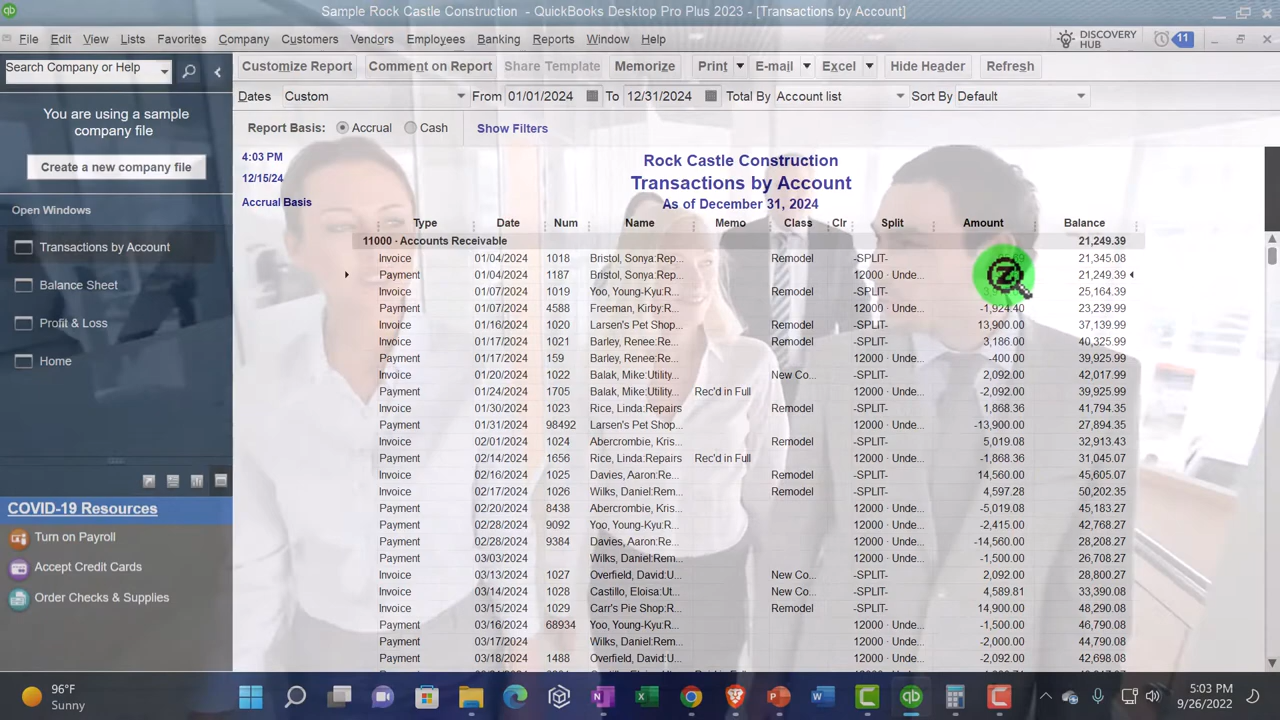 Sample Rock Castle Construction - QuickBooks Desktop Pro Plus 2023 - [Transactions by Account]
File Edit View Lists Favorites Company Customers Vendors Employees Banking Reports Window Help DISCOVERY HUB 11
Search Company or Help
Customize Report Comment on Report Share Template Memorize Print E-mail Excel Hide Header Refresh
Dates Custom From 01/01/2024 To 12/31/2024 Total By Account list Sort By Default
You are using a sample company file
Create a new company file
Report Basis: Accrual Cash Show Filters
Open Windows
Transactions by Account
Balance Sheet
Profit & Loss
Home
COVID-19 Resources
Turn on Payroll
Accept Credit Cards
Order Checks & Supplies
4:03 PM
12/15/24
Accrual Basis
Rock Castle Construction
Transactions by Account
As of December 31, 2024
Type Date Num Name Memo Class Clr Split Amount Balance
11000 · Accounts Receivable 21,249.39
Invoice 01/04/2024 1018 Bristol, Sonya:Rep... Remodel -SPLIT- 21,345.08
Payment 01/04/2024 1187 Bristol, Sonya:Rep... 12000 · Unde... 21,249.39
Invoice 01/07/2024 1019 Yoo, Young-Kyu:R... Remodel -SPLIT- 25,164.39
Payment 01/07/2024 4588 Freeman, Kirby:R... 12000 · Unde... -1,924.40 23,239.99
Invoice 01/16/2024 1020 Larsen's Pet Shop... Remodel -SPLIT- 13,900.00 37,139.99
Invoice 01/17/2024 1021 Barley, Renee:Re... Remodel -SPLIT- 3,186.00 40,325.99
Payment 01/17/2024 159 Barley, Renee:Re... 12000 · Unde... -400.00 39,925.99
Invoice 01/20/2024 1022 Balak, Mike:Utility... New Co... -SPLIT- 2,092.00 42,017.99
Payment 01/24/2024 1705 Balak, Mike:Utility... Rec'd in Full 12000 · Unde... -2,092.00 39,925.99
Invoice 01/30/2024 1023 Rice, Linda:Repairs Remodel -SPLIT- 1,868.36 41,794.35
Payment 01/31/2024 98492 Larsen's Pet Shop... 12000 · Unde... -13,900.00 27,894.35
Invoice 02/01/2024 1024 Abercrombie, Kris... Remodel -SPLIT- 5,019.08 32,913.43
Payment 02/14/2024 1656 Rice, Linda:Repairs Rec'd in Full 12000 · Unde... -1,868.36 31,045.07
Invoice 02/16/2024 1025 Davies, Aaron:Re... Remodel -SPLIT- 14,560.00 45,605.07
Invoice 02/17/2024 1026 Wilks, Daniel:Rem... Remodel -SPLIT- 4,597.28 50,202.35
Payment 02/20/2024 8438 Abercrombie, Kris... 12000 · Unde... -5,019.08 45,183.27
Payment 02/28/2024 9092 Yoo, Young-Kyu:R... 12000 · Unde... -2,415.00 42,768.27
Payment 02/28/2024 9384 Davies, Aaron:Re... 12000 · Unde... -14,560.00 28,208.27
Payment 03/03/2024 Wilks, Daniel:Rem... 12000 · Unde... -1,500.00 26,708.27
Invoice 03/13/2024 1027 Overfield, David:U... New Co... -SPLIT- 2,092.00 28,800.27
Invoice 03/14/2024 1028 Castillo, Eloisa:Ut... New Co... -SPLIT- 4,589.81 33,390.08
Invoice 03/15/2024 1029 Carr's Pie Shop:R... Remodel -SPLIT- 14,900.00 48,290.08
Payment 03/16/2024 68934 Yoo, Young-Kyu:R... 12000 · Unde... -1,500.00 46,790.08
Payment 03/17/2024 Wilks, Daniel:Rem... 12000 · Unde... -2,000.00 44,790.08
Payment 03/18/2024 1488 Overfield, David:U... 12000 · Unde... -2,092.00 42,698.08
96°F
Sunny
5:03 PM
9/26/2022